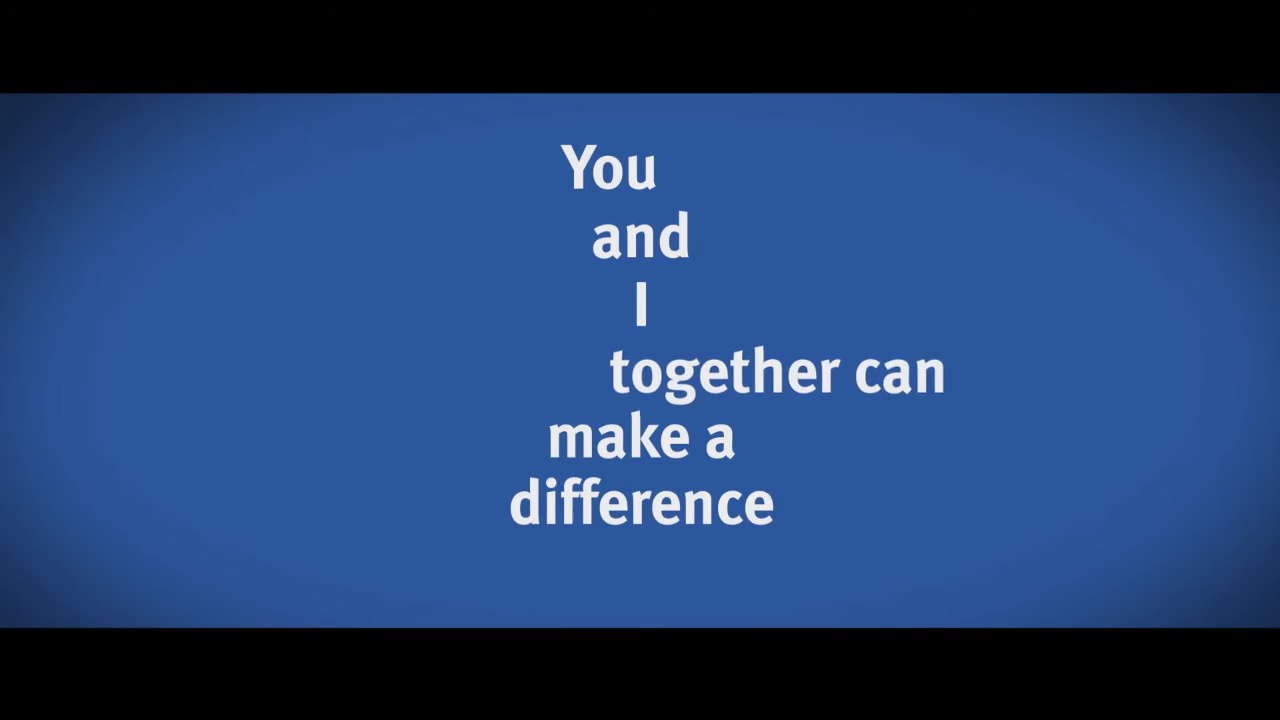 You
and
I
together can
make a
difference